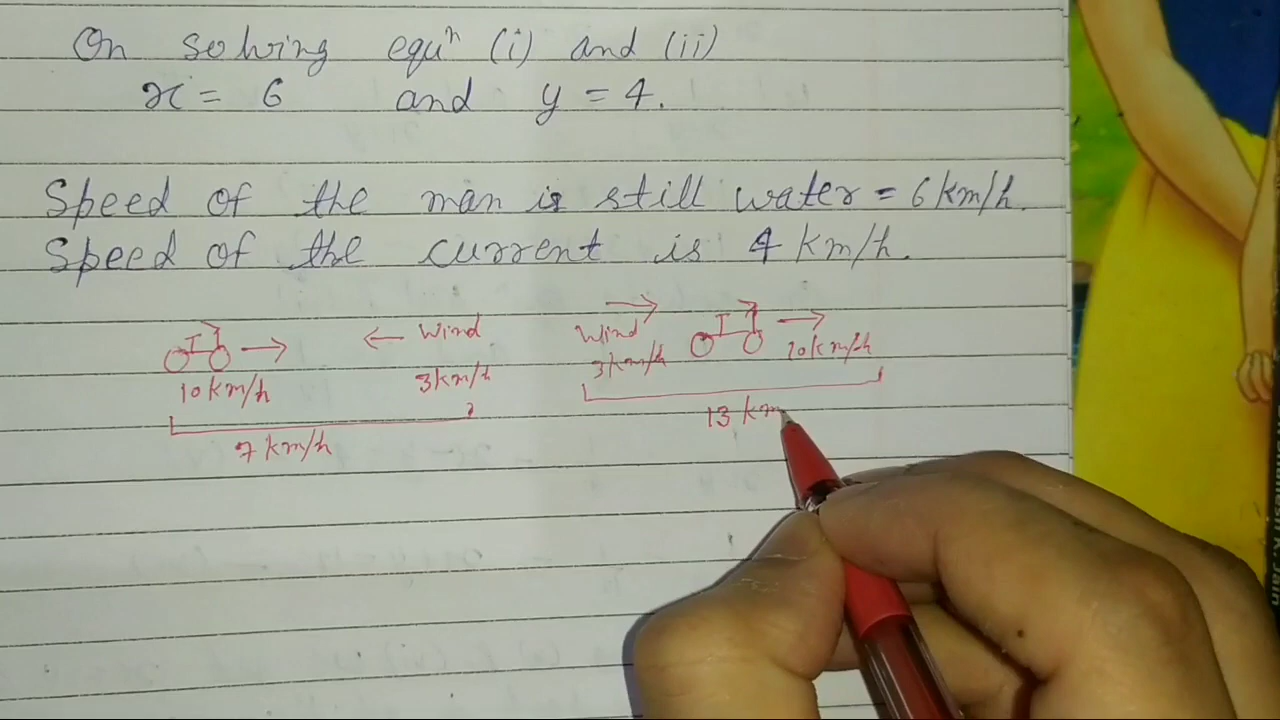 On solving equⁿ (i) and (ii)
x = 6 and y = 4.
Speed of the man is still water = 6 km/h.
Speed of the current is 4 km/h.
← Wind
10 km/h
3 km/h
7 km/h
Wind
3 km/h
10 km/h
13 km